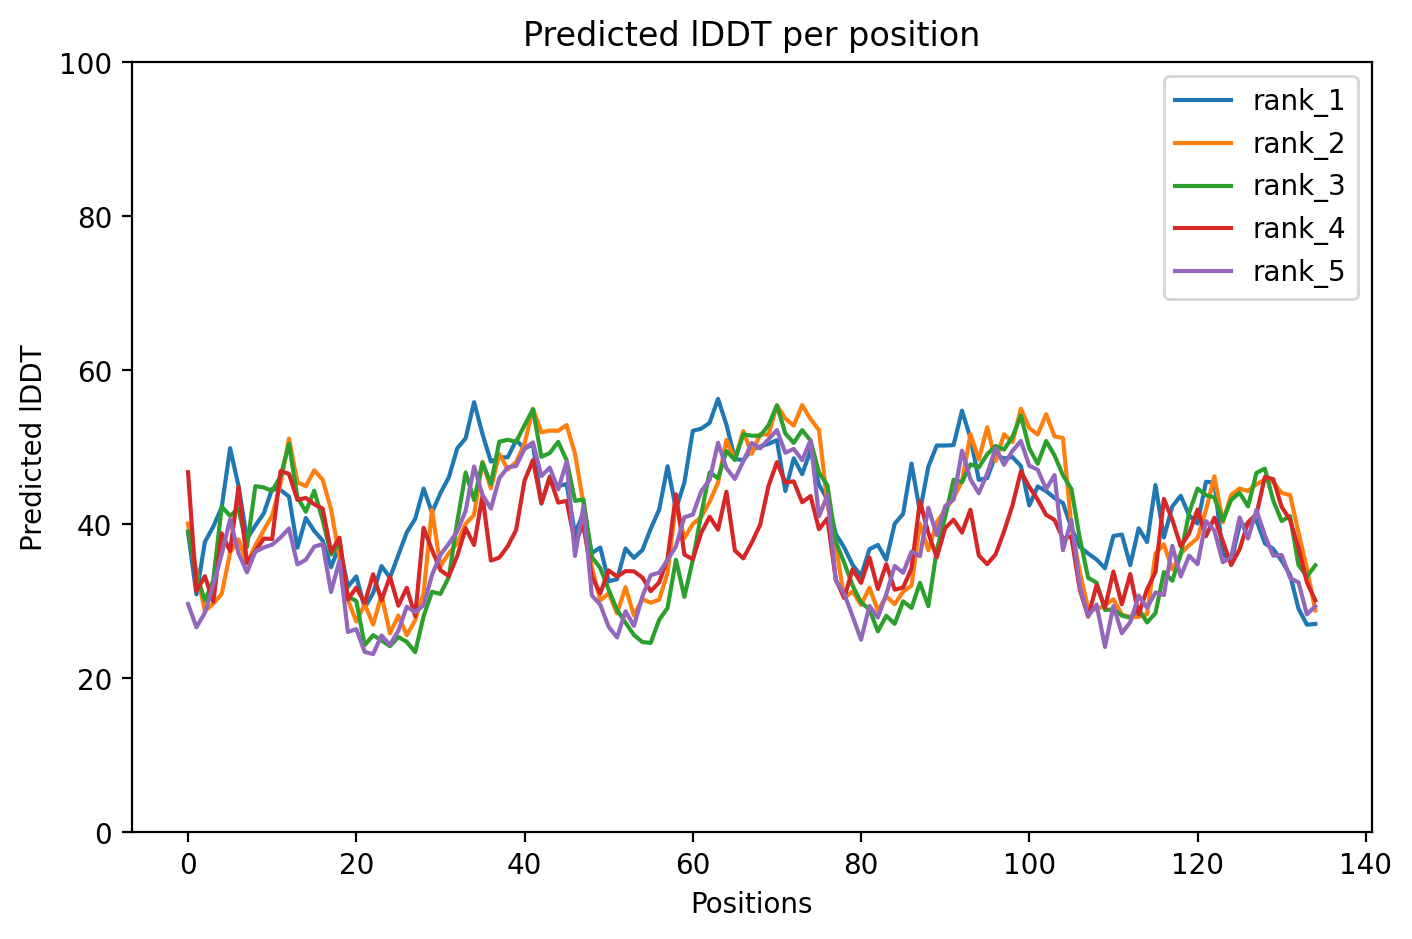 Predicted lDDT per position
100
80
60
40
20
0
Predicted lDDT
0 20 40 60 80 100 120 140
Positions
rank_1
rank_2
rank_3
rank_4
rank_5